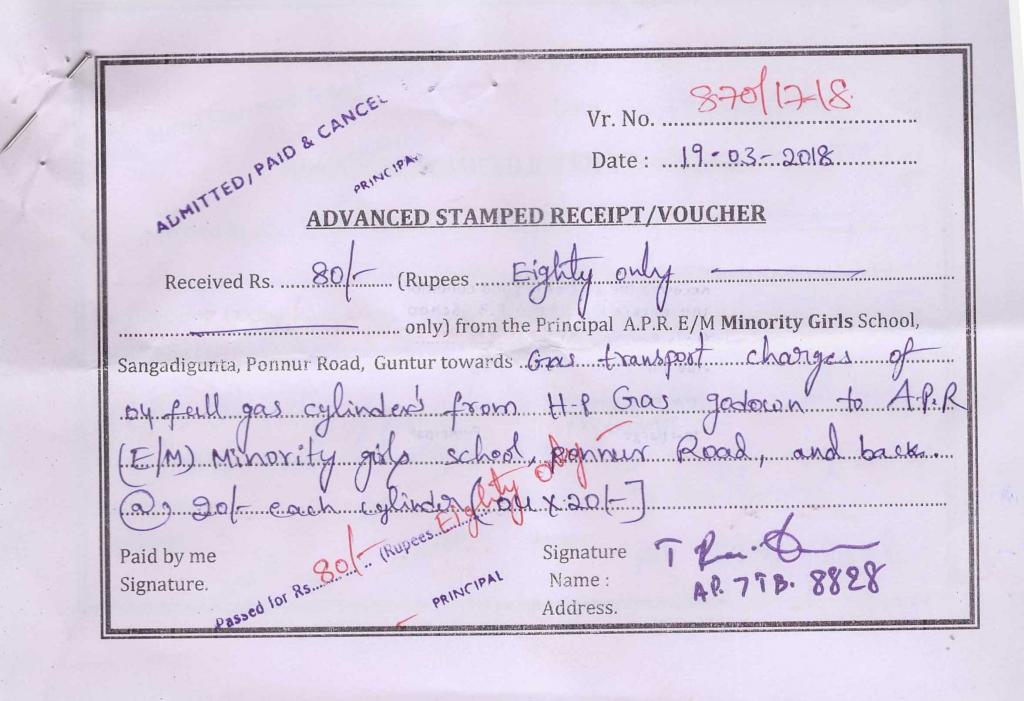 ADMITTED, PAID & CANCEL
PRINCIPA
Vr. No. 870/17-18
Date : 19-03-2018
ADVANCED STAMPED RECEIPT/VOUCHER
Received Rs. 80/- (Rupees Eighty only
only) from the Principal A.P.R. E/M Minority Girls School,
Sangadigunta, Ponnur Road, Guntur towards Gas transport charges of
04 full gas cylinders from H.P. Gas godown to A.P.R
(E/M) Minority girls school, Ponnur Road, and back.
@ 20/- each cylinder (04 x 20/-]
Paid by me
Signature.
Passed for Rs. 80/- (Rupees Eighty only
PRINCIPAL
Signature T
Name : AP. 7 TB. 8828
Address.